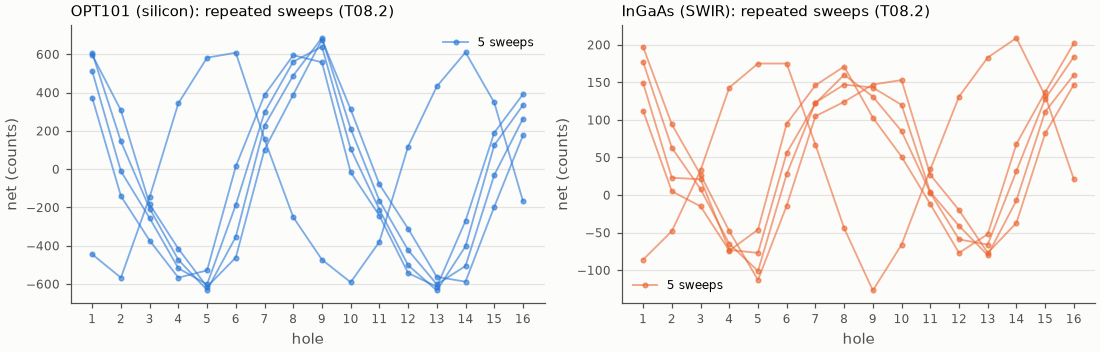 OPT101 (silicon): repeated sweeps (T08.2)
net (counts)
600
400
200
0
−200
−400
−600
5 sweeps
1 2 3 4 5 6 7 8 9 10 11 12 13 14 15 16
hole
InGaAs (SWIR): repeated sweeps (T08.2)
net (counts)
200
150
100
50
0
−50
−100
5 sweeps
1 2 3 4 5 6 7 8 9 10 11 12 13 14 15 16
hole